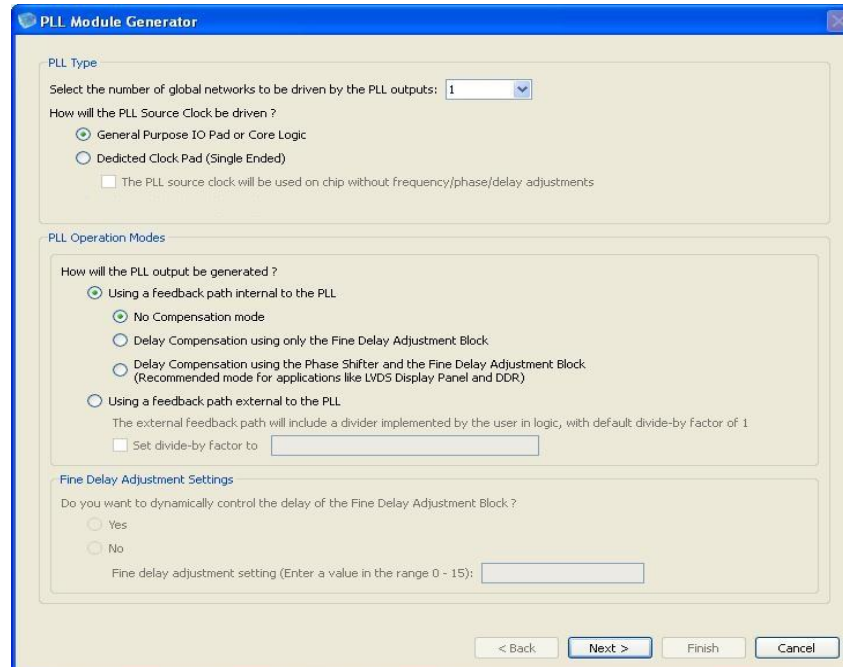 PLL Module Generator
PLL Type
Select the number of global networks to be driven by the PLL outputs: 1
How will the PLL Source Clock be driven ?
General Purpose IO Pad or Core Logic
Dedicted Clock Pad (Single Ended)
The PLL source clock will be used on chip without frequency/phase/delay adjustments
PLL Operation Modes
How will the PLL output be generated ?
Using a feedback path internal to the PLL
No Compensation mode
Delay Compensation using only the Fine Delay Adjustment Block
Delay Compensation using the Phase Shifter and the Fine Delay Adjustment Block
(Recommended mode for applications like LVDS Display Panel and DDR)
Using a feedback path external to the PLL
The external feedback path will include a divider implemented by the user in logic, with default divide-by factor of 1
Set divide-by factor to
Fine Delay Adjustment Settings
Do you want to dynamically control the delay of the Fine Delay Adjustment Block ?
Yes
No
Fine delay adjustment setting (Enter a value in the range 0 - 15):
< Back Next > Finish Cancel